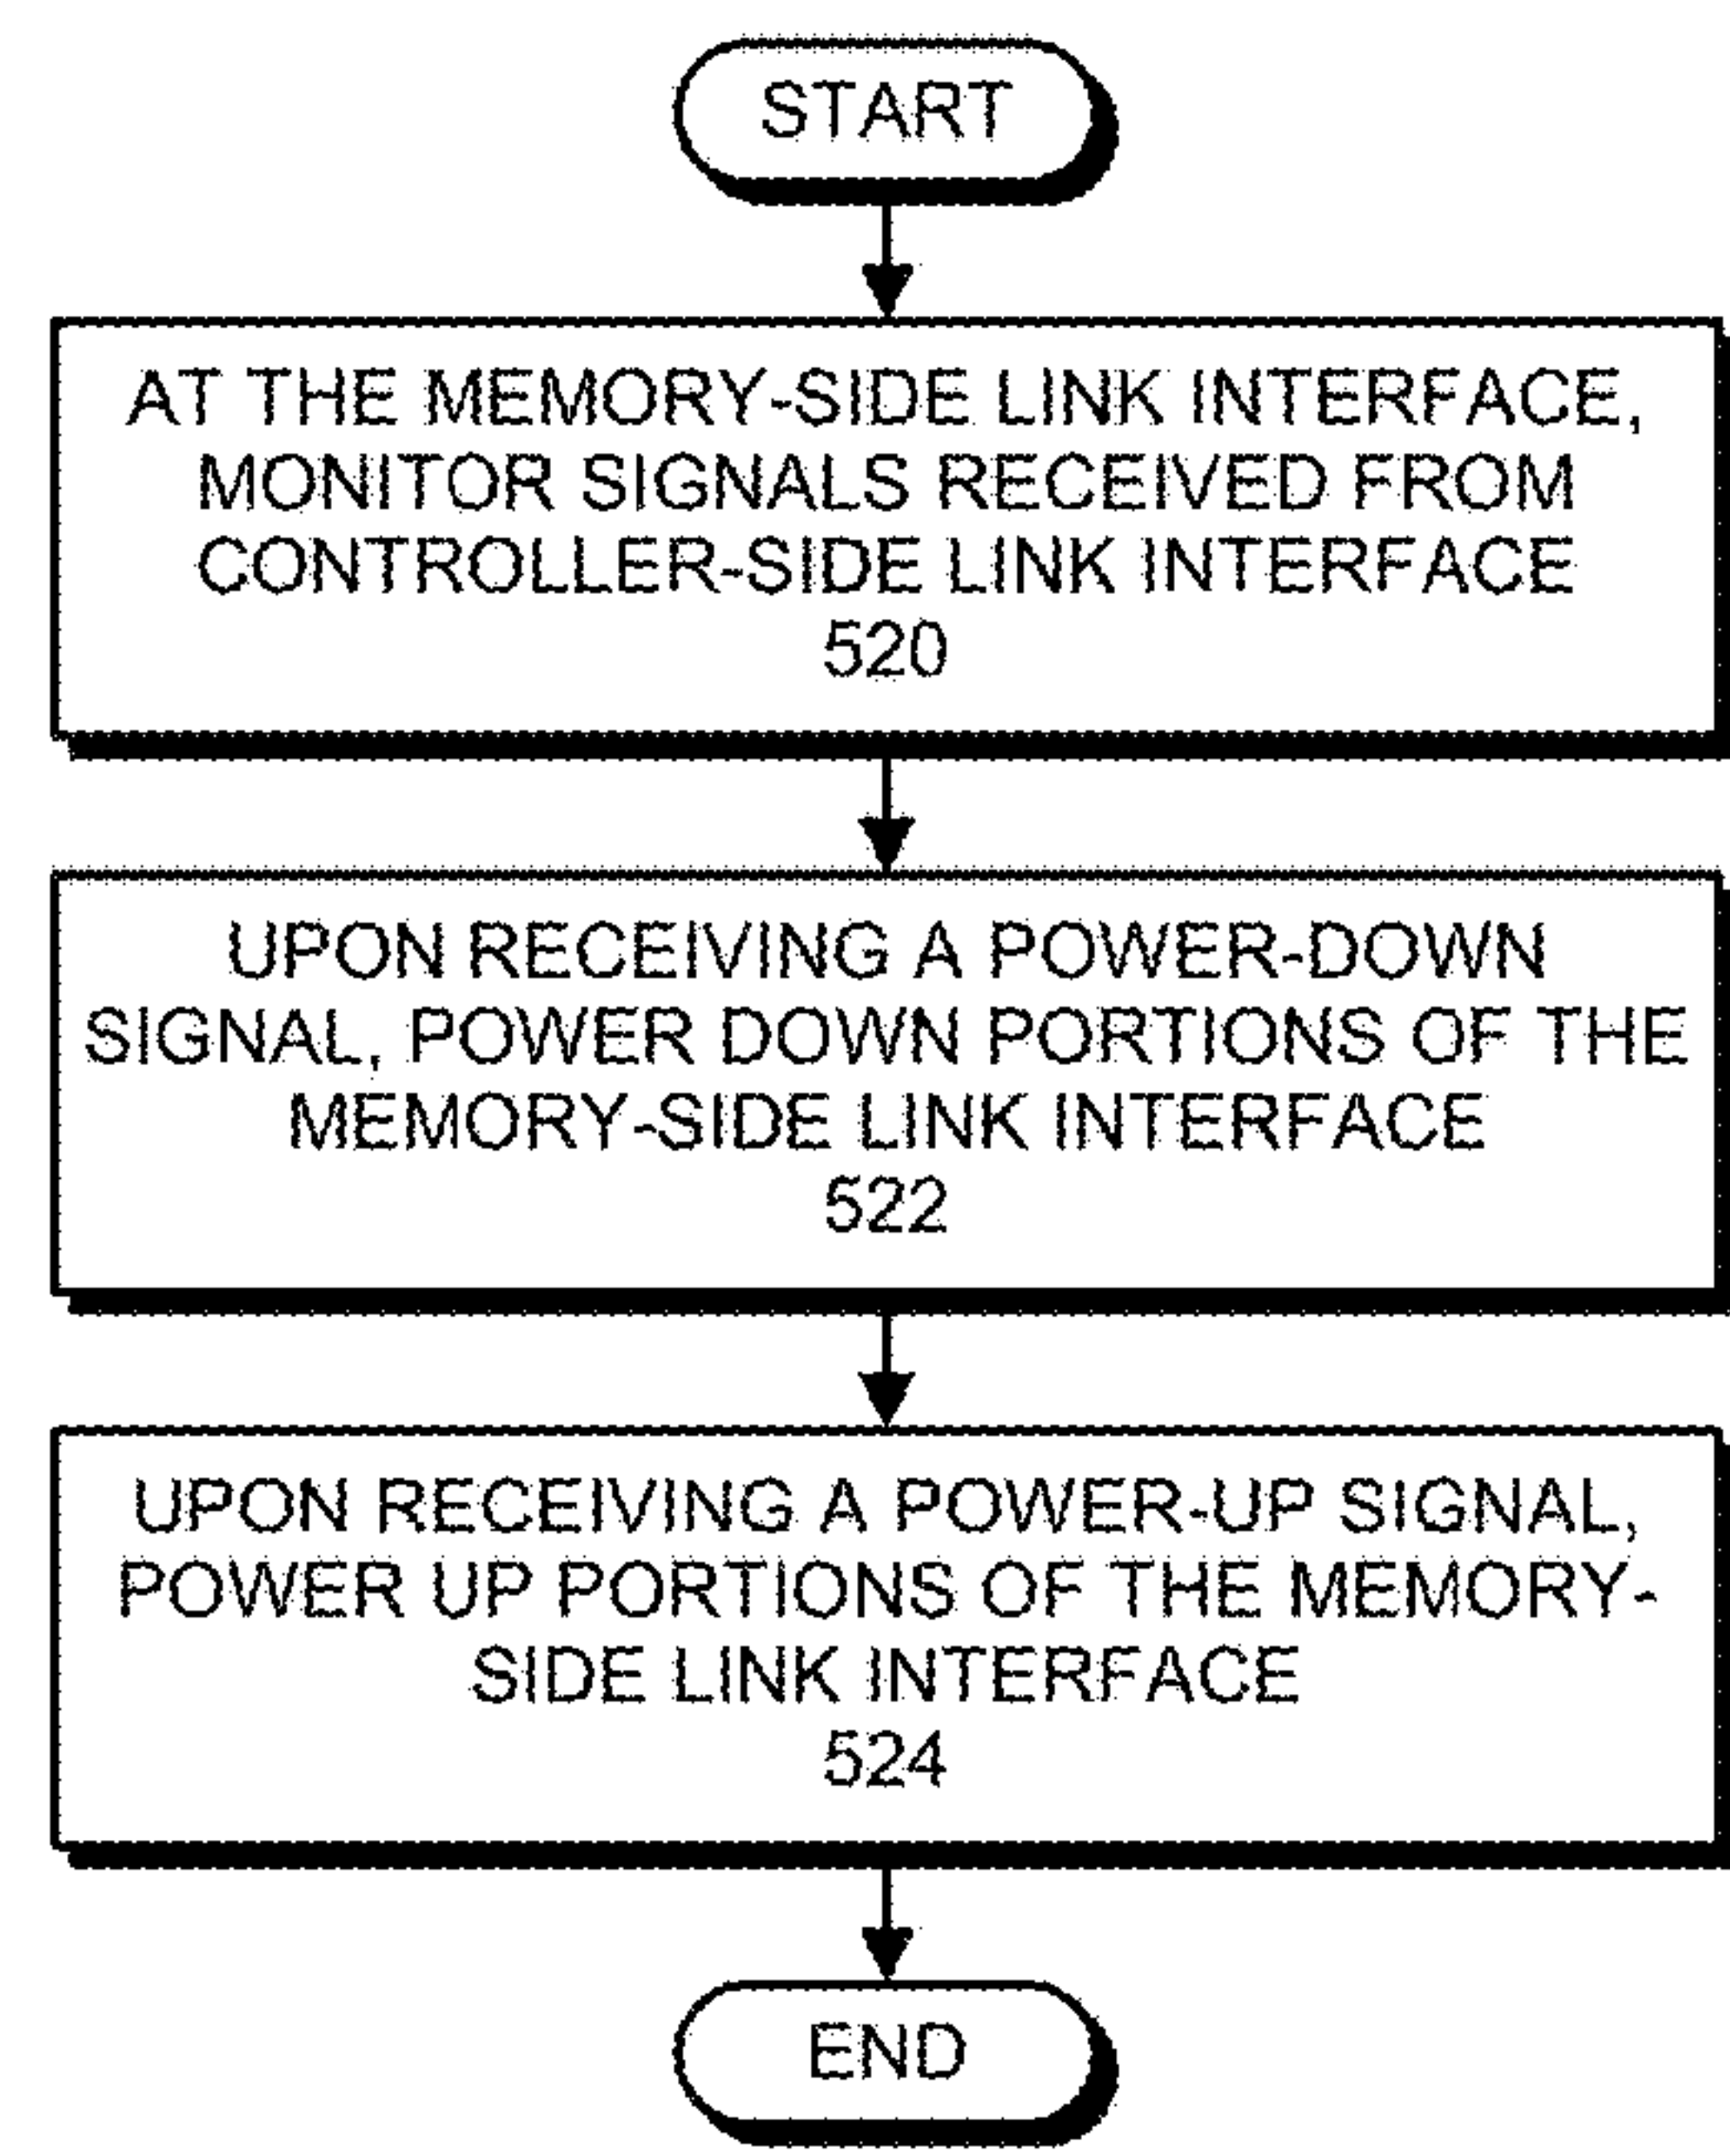 START
AT THE MEMORY-SIDE LINK INTERFACE,
MONITOR SIGNALS RECEIVED FROM
CONTROLLER-SIDE LINK INTERFACE
520
UPON RECEIVING A POWER-DOWN
SIGNAL, POWER DOWN PORTIONS OF THE
MEMORY-SIDE LINK INTERFACE
522
UPON RECEIVING A POWER-UP SIGNAL,
POWER UP PORTIONS OF THE MEMORY-
SIDE LINK INTERFACE
524
END